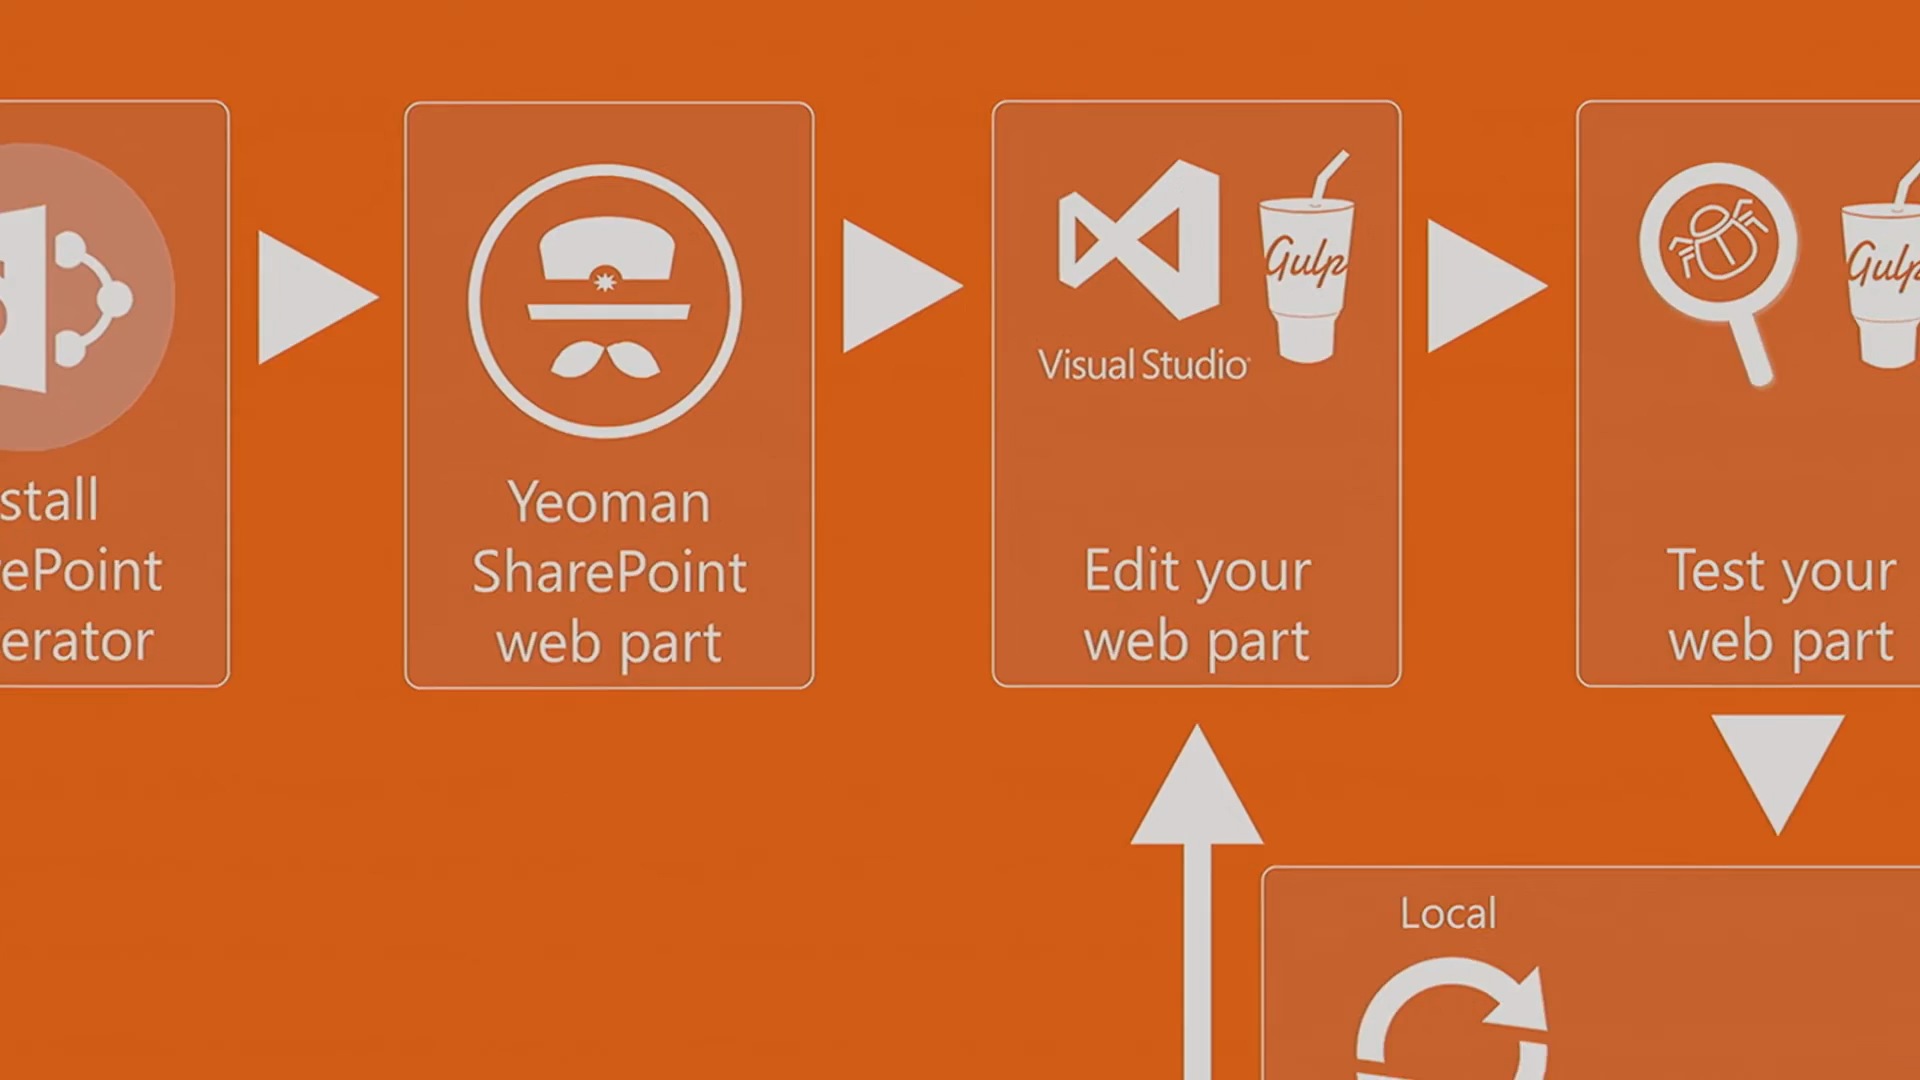 stall
ePoint
erator
Yeoman
SharePoint
web part
Visual Studio
Gulp
Edit your
web part
Gulp
Test your
web part
Local